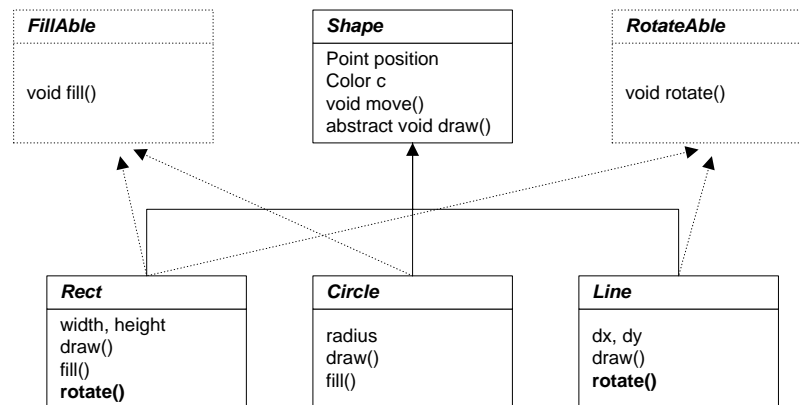 FillAble
void fill()
Shape
Point position
Color c
void move()
abstract void draw()
RotateAble
void rotate()
Rect
width, height
draw()
fill()
rotate()
Circle
radius
draw()
fill()
Line
dx, dy
draw()
rotate()